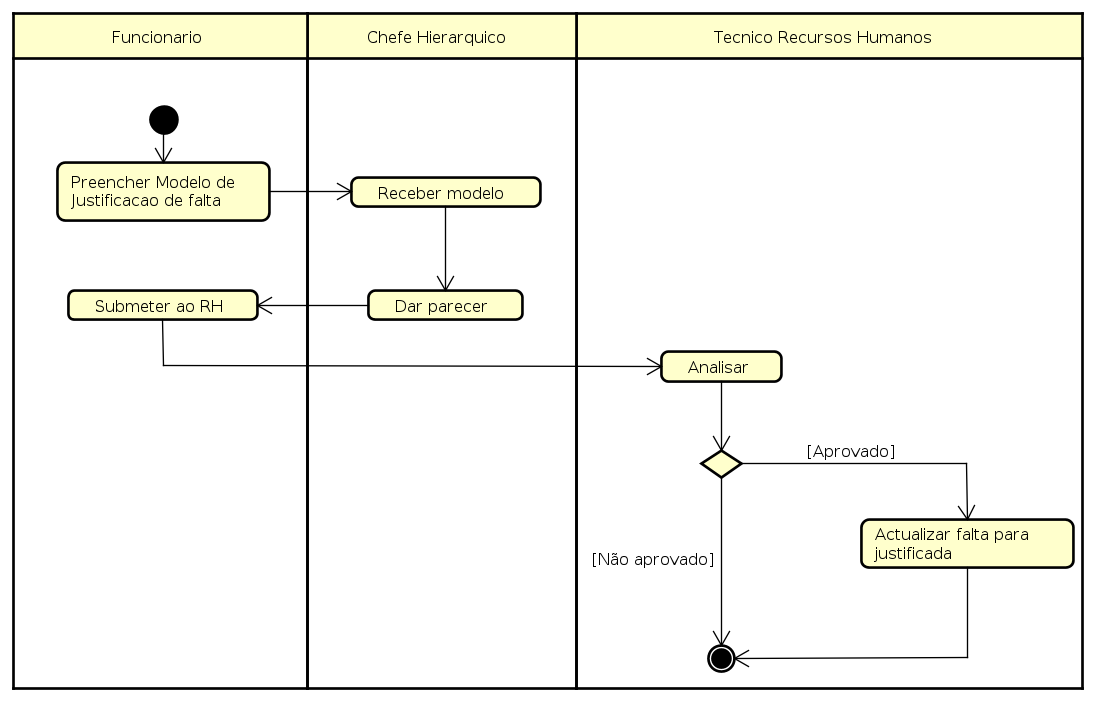 Funcionario
Chefe Hierarquico
Tecnico Recursos Humanos
Preencher Modelo de
Justificacao de falta
Receber modelo
Submeter ao RH
Dar parecer
Analisar
[Aprovado]
Actualizar falta para
justificada
[Não aprovado]